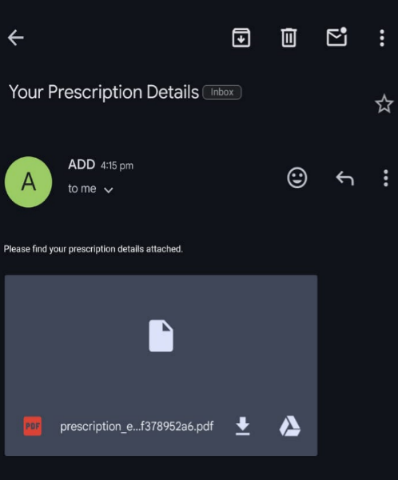 Your Prescription Details Inbox
A
ADD 4:15 pm
to me
Please find your prescription details attached.
PDF prescription_e...f378952a6.pdf